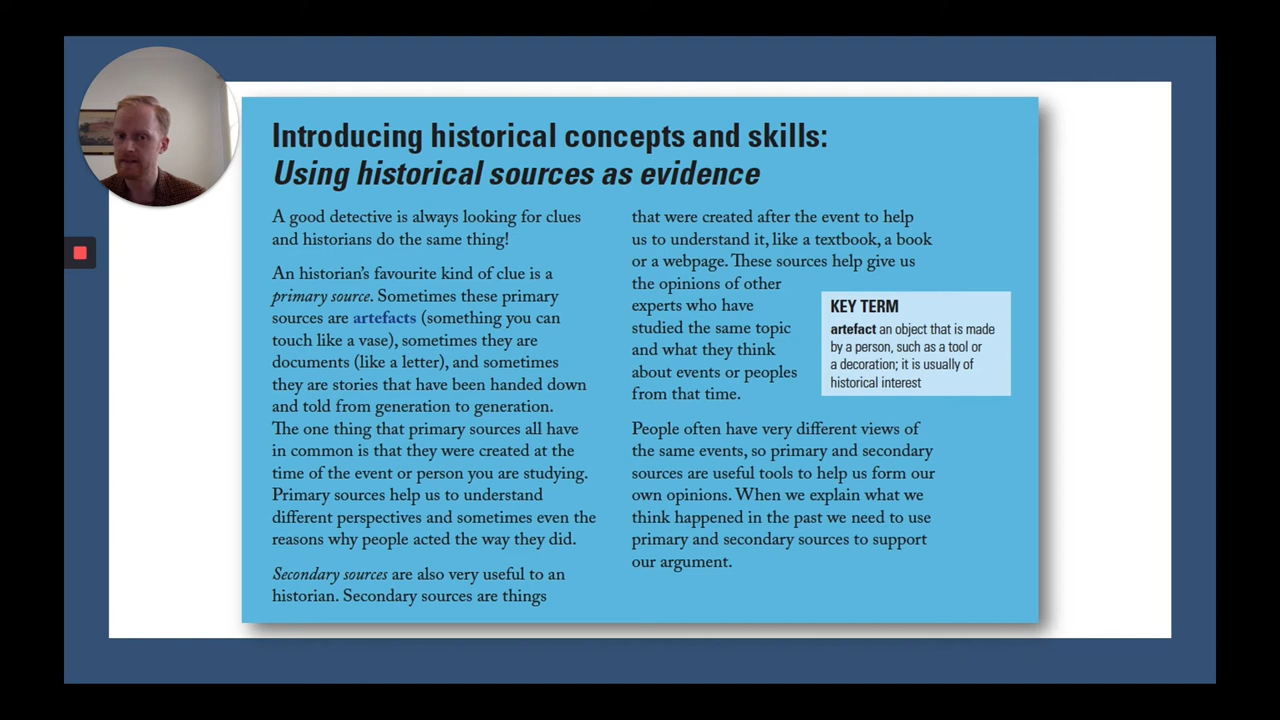 Introducing historical concepts and skills:
Using historical sources as evidence
A good detective is always looking for clues
and historians do the same thing!
An historian’s favourite kind of clue is a
primary source. Sometimes these primary
sources are artefacts (something you can
touch like a vase), sometimes they are
documents (like a letter), and sometimes
they are stories that have been handed down
and told from generation to generation.
The one thing that primary sources all have
in common is that they were created at the
time of the event or person you are studying.
Primary sources help us to understand
different perspectives and sometimes even the
reasons why people acted the way they did.
Secondary sources are also very useful to an
historian. Secondary sources are things
that were created after the event to help
us to understand it, like a textbook, a book
or a webpage. These sources help give us
the opinions of other
experts who have
studied the same topic
and what they think
about events or peoples
from that time.
KEY TERM
artefact an object that is made
by a person, such as a tool or
a decoration; it is usually of
historical interest
People often have very different views of
the same events, so primary and secondary
sources are useful tools to help us form our
own opinions. When we explain what we
think happened in the past we need to use
primary and secondary sources to support
our argument.